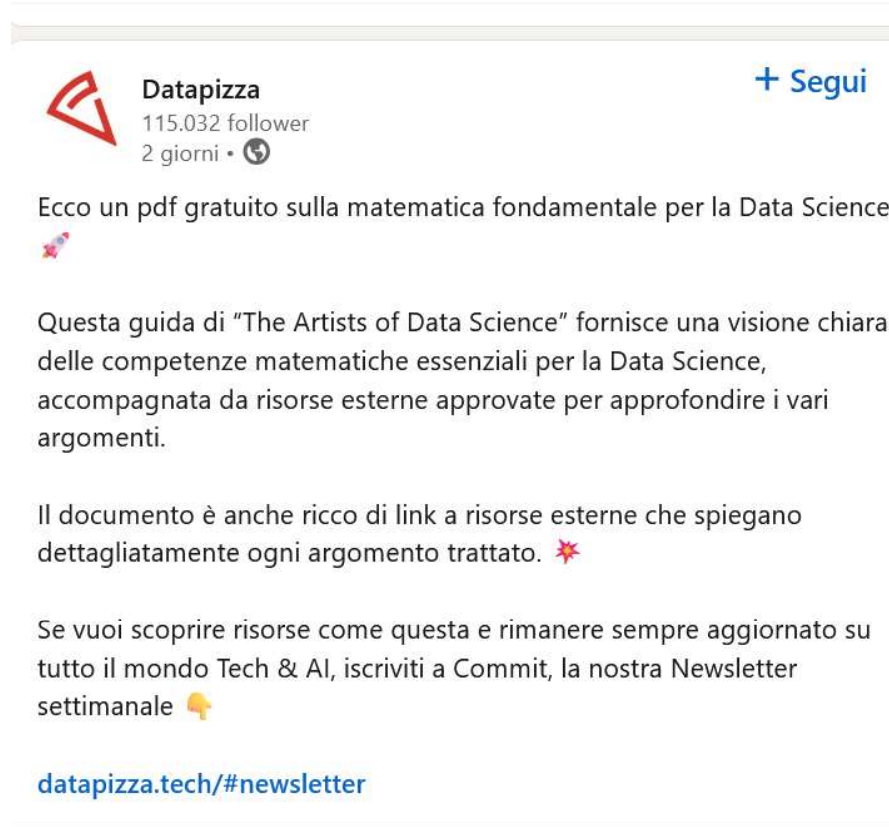 Datapizza
+ Segui
115.032 follower
2 giorni •
Ecco un pdf gratuito sulla matematica fondamentale per la Data Science
🚀
Questa guida di “The Artists of Data Science” fornisce una visione chiara
delle competenze matematiche essenziali per la Data Science,
accompagnata da risorse esterne approvate per approfondire i vari
argomenti.
Il documento è anche ricco di link a risorse esterne che spiegano
dettagliatamente ogni argomento trattato. 💥
Se vuoi scoprire risorse come questa e rimanere sempre aggiornato su
tutto il mondo Tech & AI, iscriviti a Commit, la nostra Newsletter
settimanale 👇
datapizza.tech/#newsletter